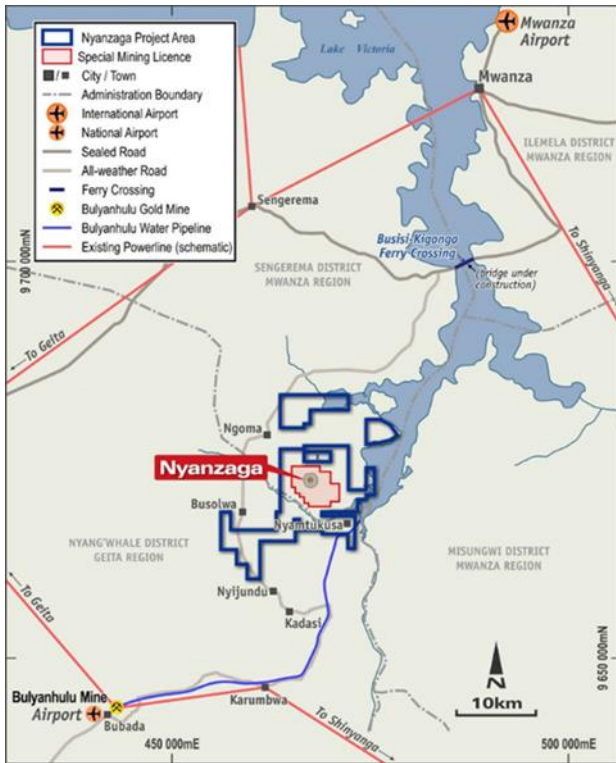 Nyanzaga Project Area
Special Mining Licence
City / Town
Administration Boundary
International Airport
National Airport
Sealed Road
All-weather Road
Ferry Crossing
Bulyanhulu Gold Mine
Bulyanhulu Water Pipeline
Existing Powerline (schematic)
Lake Victoria
Mwanza
Airport
Mwanza
ILEMELA DISTRICT
MWANZA REGION
Sengerema
To Shinyanga
Busisi-Kigonga
Ferry Crossing
(bridge under
construction)
SENGEREMA DISTRICT
MWANZA REGION
9 700 000mN
To Geita
Ngoma
Nyanzaga
Busolwa
Nyamtukusa
NYANG'WHALE DISTRICT
GEITA REGION
MISUNGWI DISTRICT
MWANZA REGION
Nyijundu
Kadasi
To Geita
9 650 000mN
N
10km
Bulyanhulu Mine
Airport
Bubada
Karumbwa
To Shinyanga
450 000mE
500 000mE